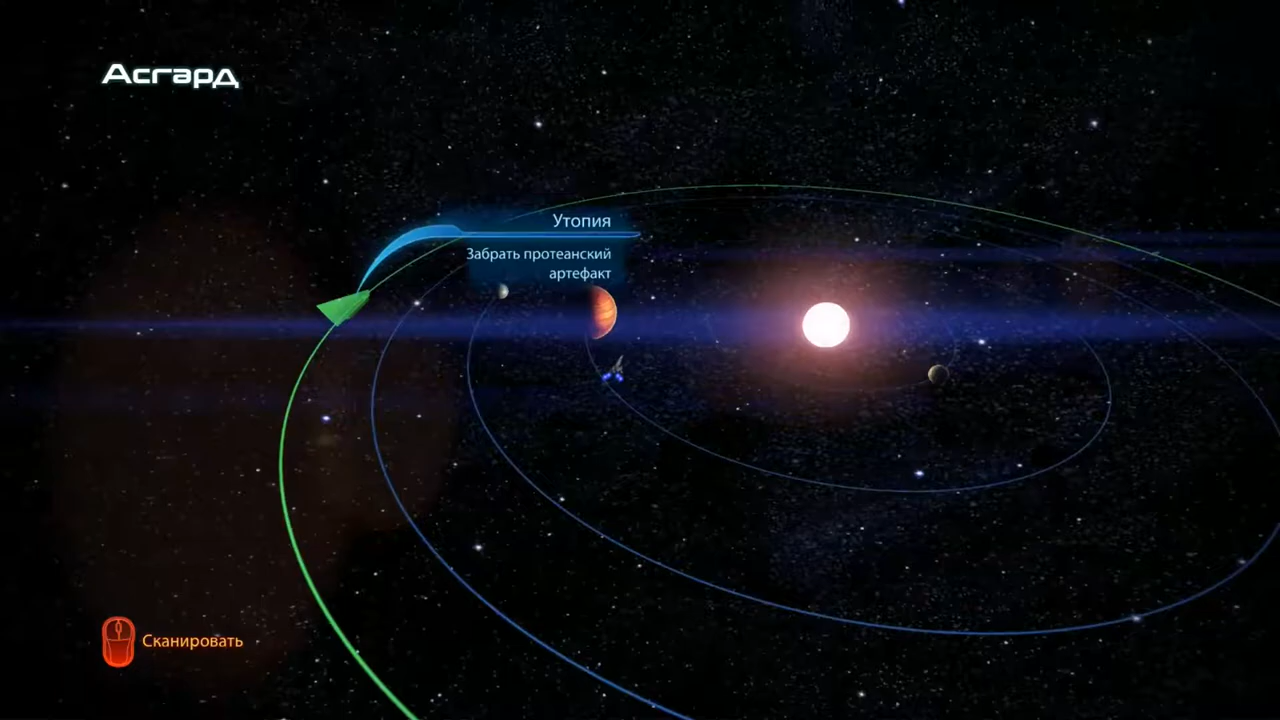 Асгард
Утопия
Забрать протеанский
артефакт
Сканировать